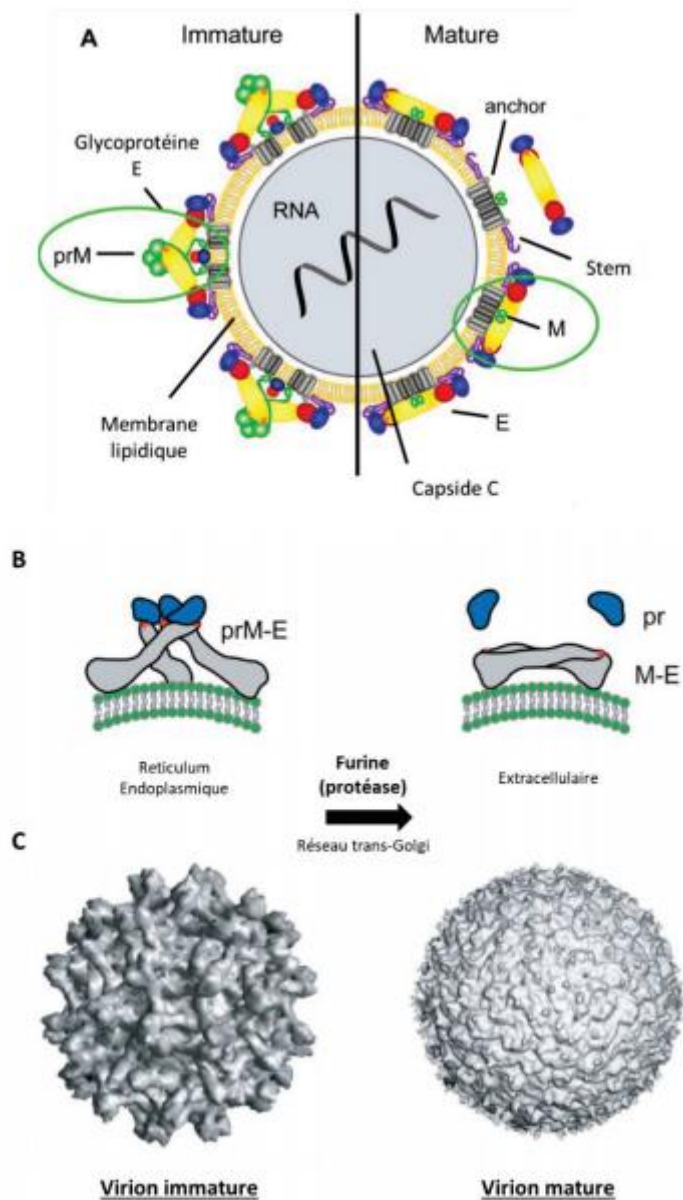 A
Immature
Mature
anchor
Glycoprotéine
E
RNA
prM
Stem
M
Membrane
lipidique
E
Capside C
B
prM-E
pr
M-E
Reticulum
Endoplasmique
Furine
(protéase)
Extracellulaire
Réseau trans-Golgi
C
Virion immature
Virion mature